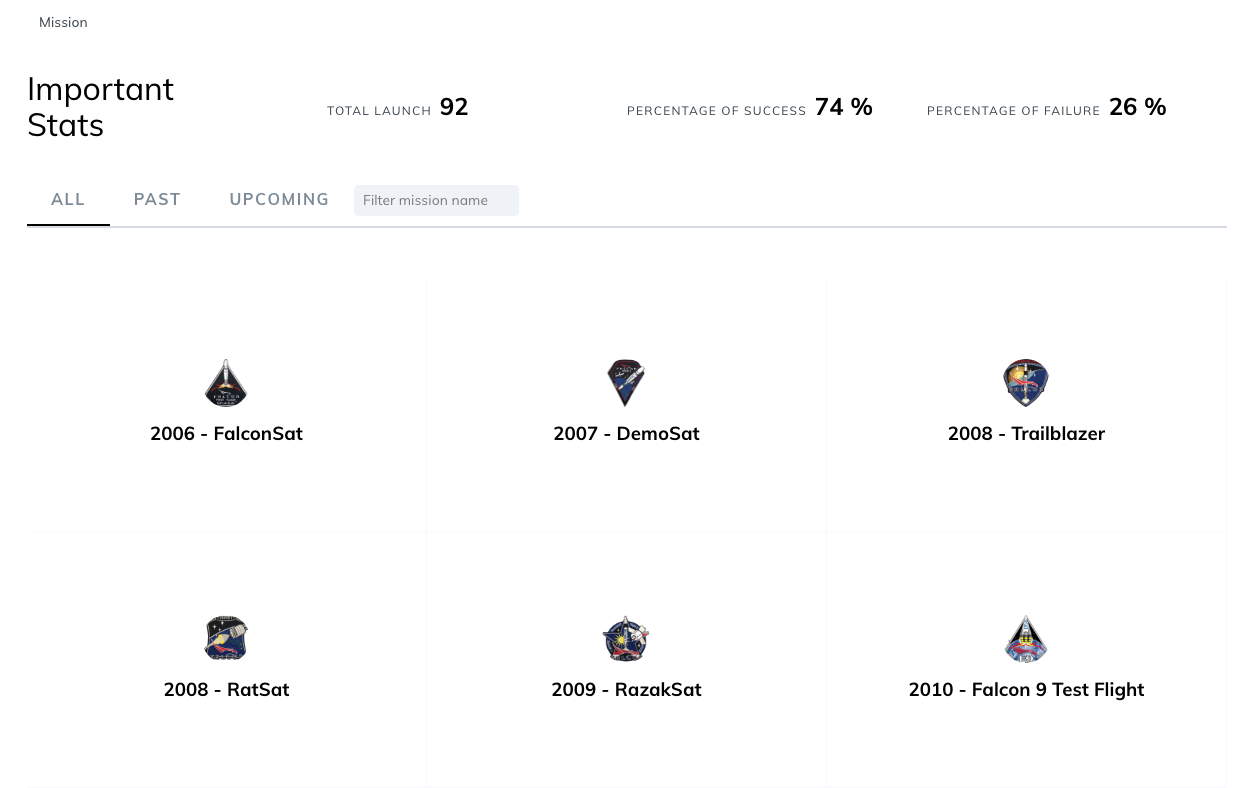 Mission
Important
Stats
TOTAL LAUNCH 92
PERCENTAGE OF SUCCESS 74 %
PERCENTAGE OF FAILURE 26 %
ALL
PAST
UPCOMING
Filter mission name
2006 - FalconSat
2007 - DemoSat
2008 - Trailblazer
2008 - RatSat
2009 - RazakSat
2010 - Falcon 9 Test Flight